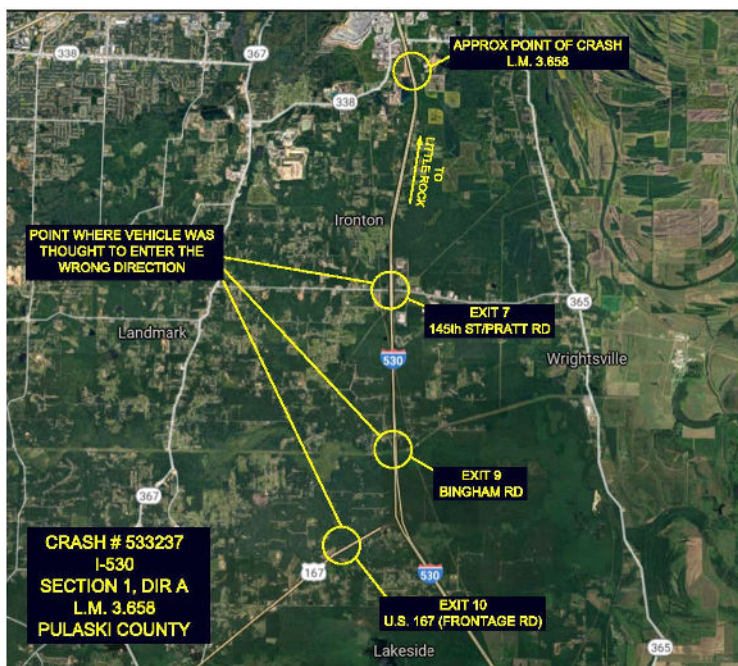 338
367
338
APPROX POINT OF CRASH
L.M. 3.658
TO
LITTLE ROCK
Ironton
POINT WHERE VEHICLE WAS
THOUGHT TO ENTER THE
WRONG DIRECTION
365
EXIT 7
145th ST/PRATT RD
Landmark
530
Wrightsville
EXIT 9
BINGHAM RD
367
CRASH # 533237
I-530
SECTION 1, DIR A
L.M. 3.658
PULASKI COUNTY
167
530
EXIT 10
U.S. 167 (FRONTAGE RD)
Lakeside
365